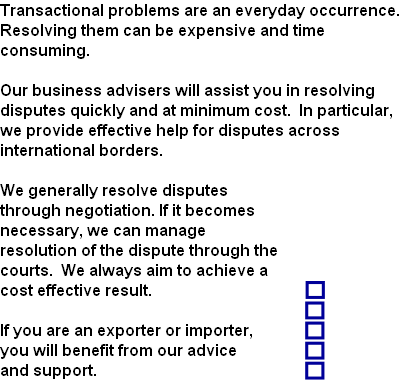 Transactional problems are an everyday occurrence.
Resolving them can be expensive and time
consuming.
Our business advisers will assist you in resolving
disputes quickly and at minimum cost.  In particular,
we provide effective help for disputes across
international borders.
We generally resolve disputes
through negotiation. If it becomes
necessary, we can manage
resolution of the dispute through the
courts.  We always aim to achieve a
cost effective result.
If you are an exporter or importer,
you will benefit from our advice
and support.